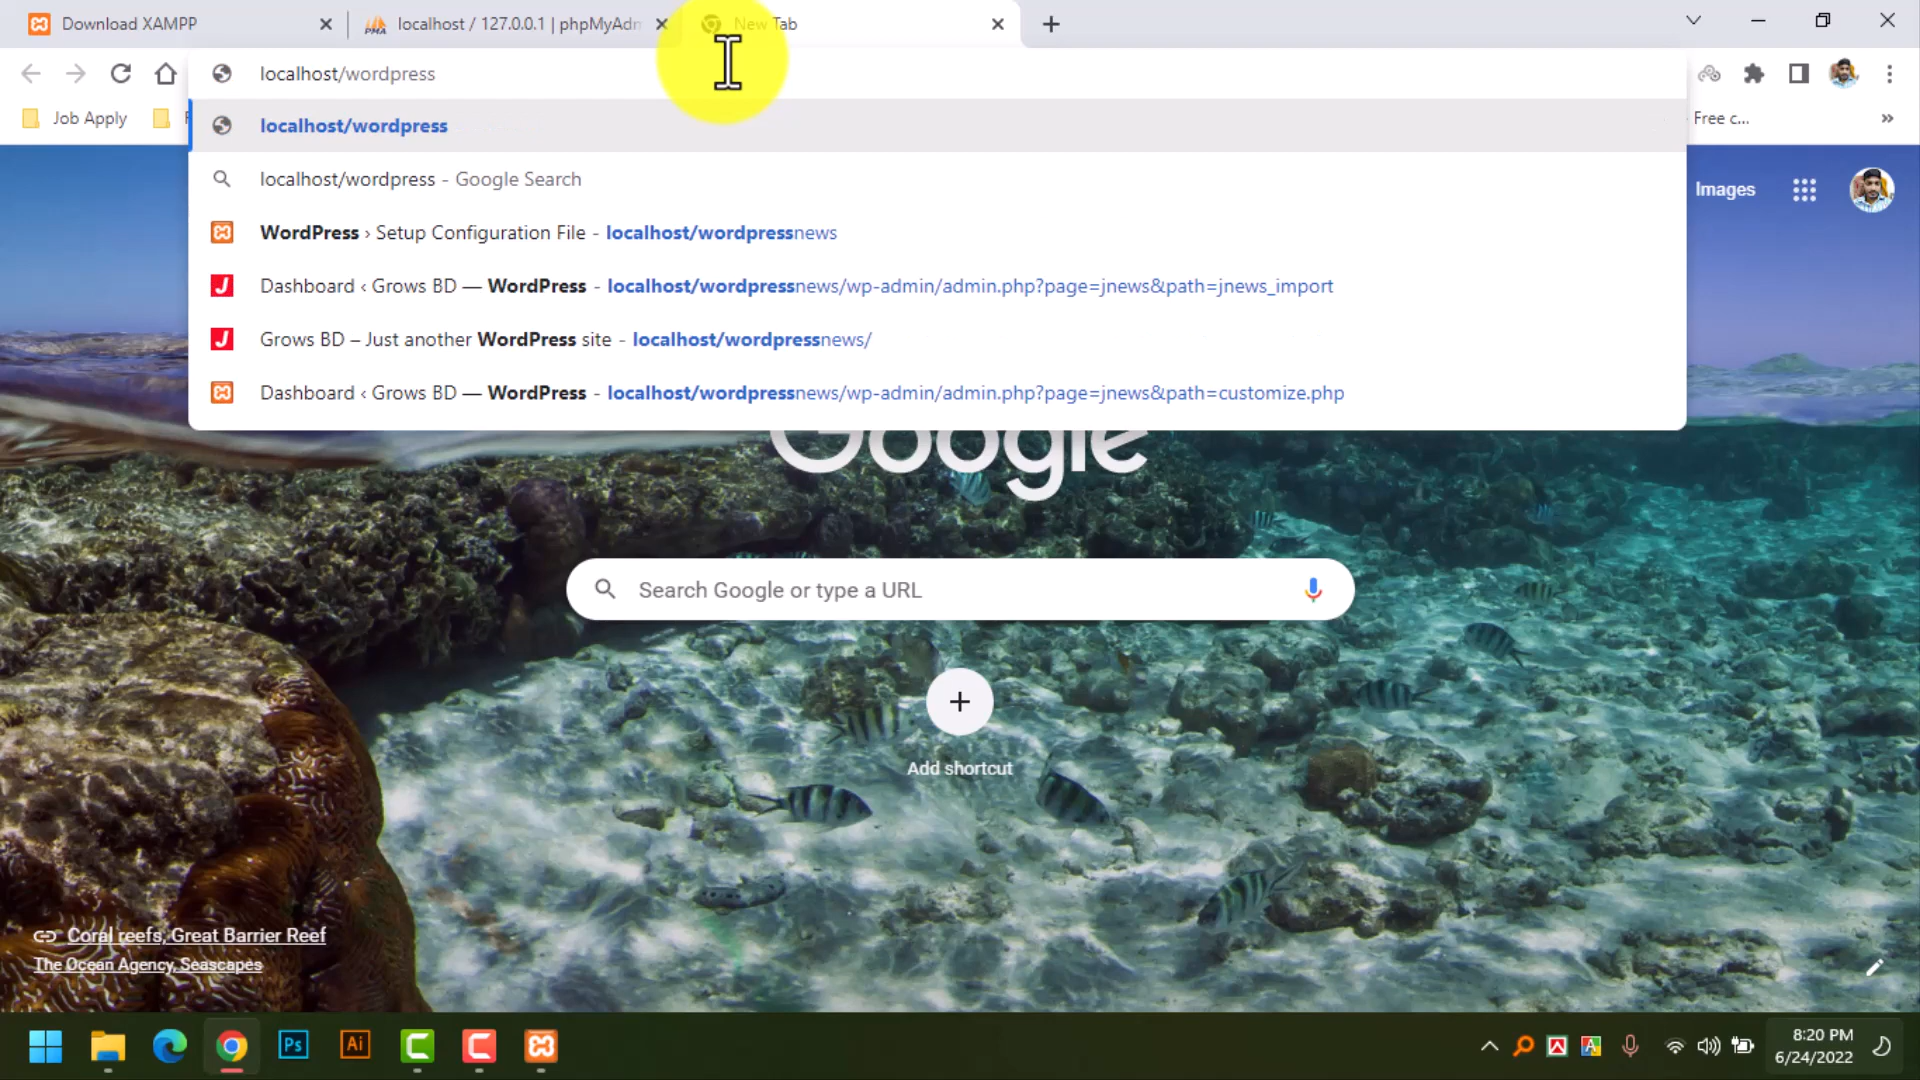 Download XAMPP
localhost / 127.0.0.1 | phpMyAdm
New Tab
localhost/wordpress
Job Apply
Free c...
localhost/wordpress
localhost/wordpress - Google Search
WordPress › Setup Configuration File - localhost/wordpressnews
Dashboard ‹ Grows BD — WordPress - localhost/wordpressnews/wp-admin/admin.php?page=jnews&path=jnews_import
Grows BD – Just another WordPress site - localhost/wordpressnews/
Dashboard ‹ Grows BD — WordPress - localhost/wordpressnews/wp-admin/admin.php?page=jnews&path=customize.php
Images
Google
Search Google or type a URL
Add shortcut
Coral reefs, Great Barrier Reef
The Ocean Agency, Seascapes
Ps
Ai
8:20 PM
6/24/2022